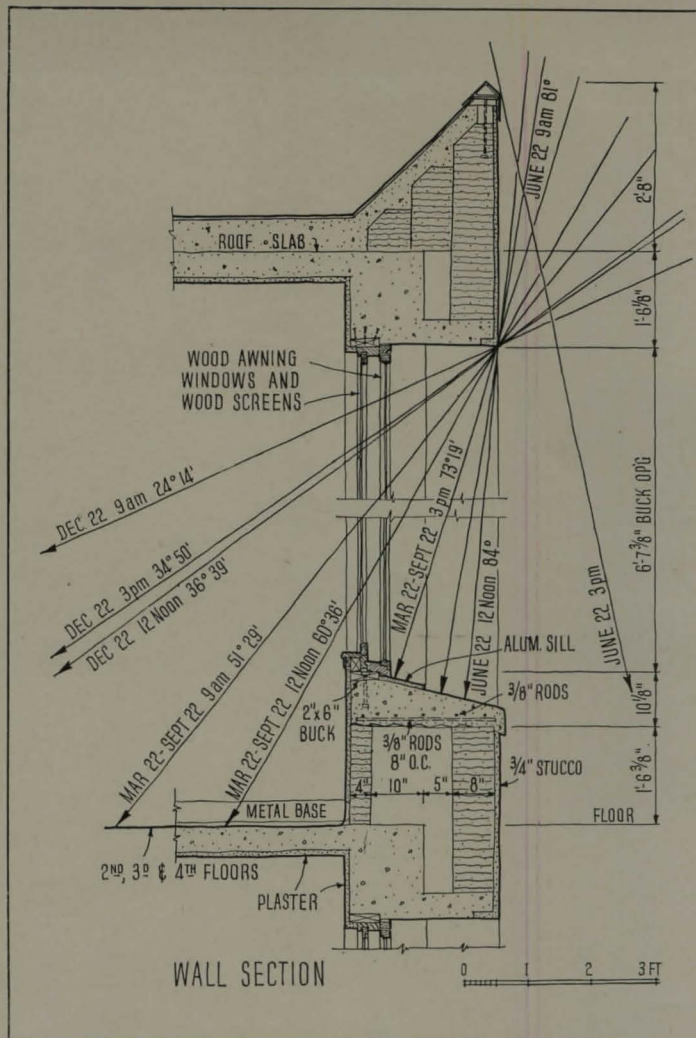 JUNE 22 9am 81°
2'-8"
ROOF SLAB
1'-6⅞"
WOOD AWNING
WINDOWS AND
WOOD SCREENS
6'-7⅜" BUCK OP'G
DEC 22 9am 24°14'
DEC 22 3pm 34°50'
DEC 22 12 Noon 36°39'
MAR 22-SEPT 22 9am 51°29'
MAR 22-SEPT 22 12 Noon 60°36'
MAR 22-SEPT 22 3pm 73°19'
JUNE 22 12 Noon 84°
JUNE 22 3pm
ALUM. SILL
3/8" RODS
10⅛"
2"x6"
BUCK
3/8" RODS
8" O.C.
3/4" STUCCO
1'-6⅜"
4" 10" 5" 8"
METAL BASE
FLOOR
2ND, 3D & 4TH FLOORS
PLASTER
WALL SECTION
0 1 2 3 FT